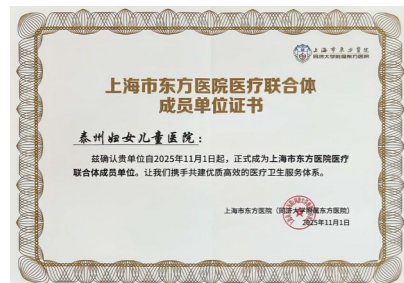 上海市东方医院
同济大学附属东方医院
上海市东方医院医疗联合体
成员单位证书
泰州妇女儿童医院：
兹确认贵单位自2025年11月1日起，正式成为上海市东方医院医疗
联合体成员单位。让我们携手共建优质高效的医疗卫生服务体系。
上海市东方医院（同济大学附属东方医院）
2025年11月1日